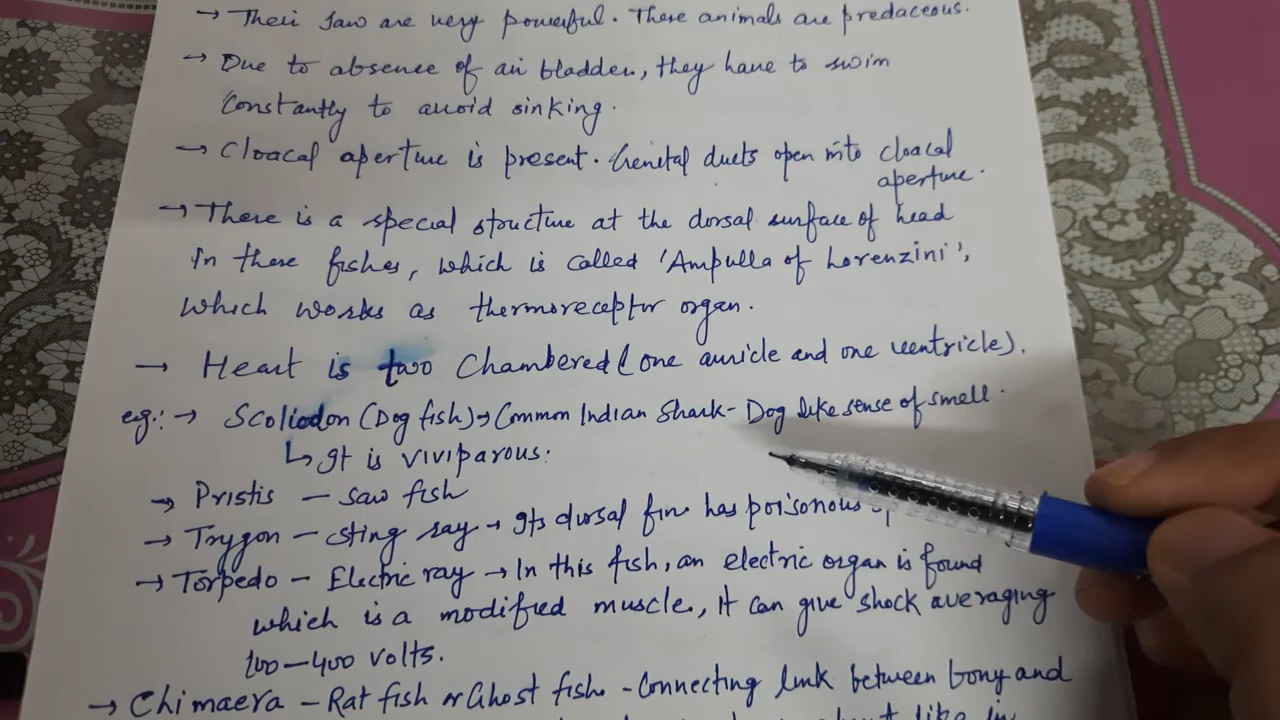 → Their Jaw are very powerful. These animals are predaceous.
→ Due to absence of air bladder, they have to swim
Constantly to avoid sinking.
→ Cloacal aperture is present. Genital ducts open into cloacal
aperture.
→ There is a special structure at the dorsal surface of head
In these fishes, which is called 'Ampulla of Lorenzini',
Which works as thermoreceptor organ.
→ Heart is two Chambered (one auricle and one ventricle).
eg:- → Scoliodon (Dog fish) → Common Indian Shark - Dog like sense of smell.
↳ It is viviparous.
→ Pristis – Saw fish
→ Trygon – Sting ray → Its dorsal fin has poisonous
→ Torpedo – Electric ray → In this fish, an electric organ is found
which is a modified muscle, It can give shock averaging
100–400 volts.
→ Chimaera – Rat fish or Ghost fish - Connecting link between bony and
like in